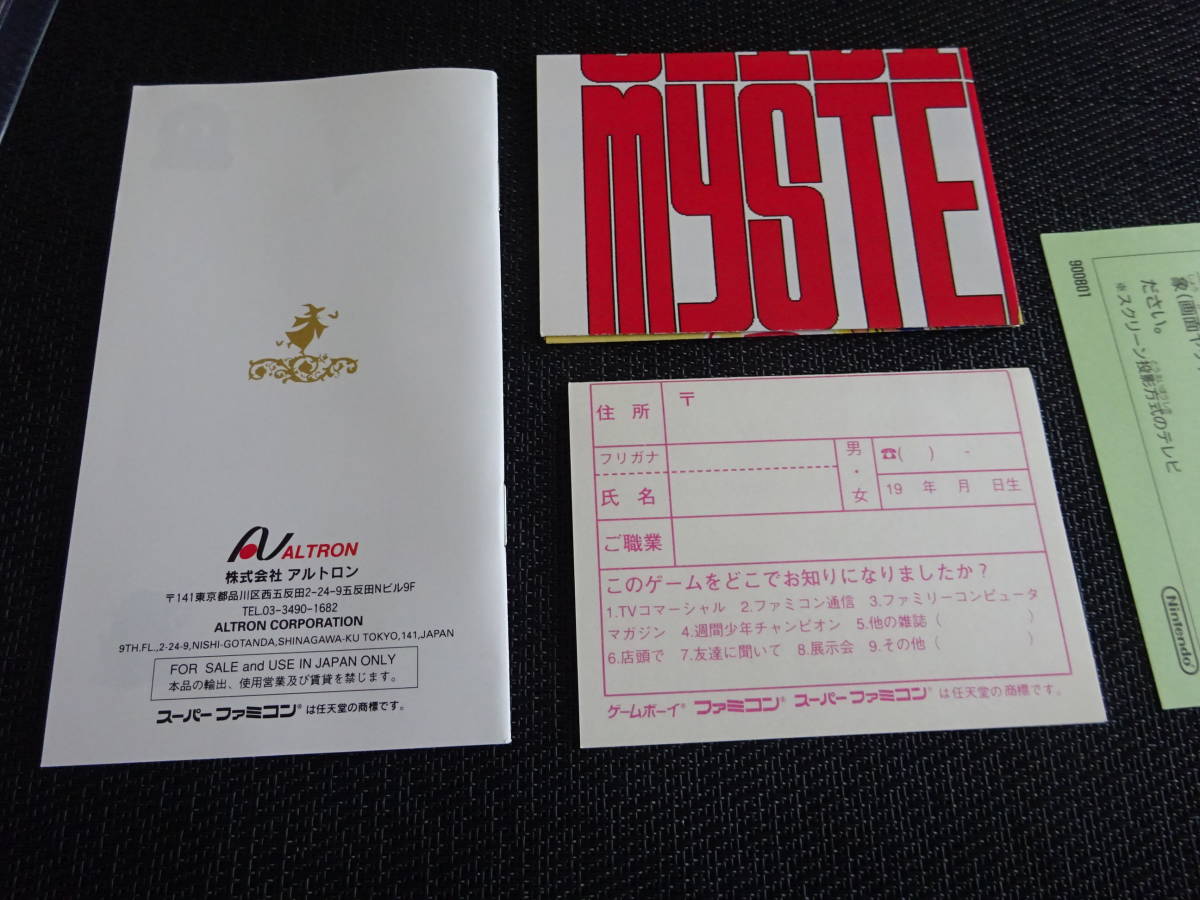 ALTRON
株式会社 アルトロン
〒141東京都品川区西五反田2-24-9五反田Nビル9F
TEL.03-3490-1682
ALTRON CORPORATION
9TH.FL.,2-24-9,NISHI-GOTANDA,SHINAGAWA-KU TOKYO,141,JAPAN
FOR SALE and USE IN JAPAN ONLY
本品の輸出、使用営業及び賃貸を禁じます。
スーパーファミコン®は任天堂の商標です。
MYSTE
住 所 〒
フリガナ
氏 名
男・女
☎( ) -
19 年 月 日生
ご職業
このゲームをどこでお知りになりましたか?
1.TVコマーシャル 2.ファミコン通信 3.ファミリーコンピュータ
マガジン 4.週間少年チャンピオン 5.他の雑誌( )
6.店頭で 7.友達に聞いて 8.展示会 9.その他( )
ゲームボーイ® ファミコン® スーパーファミコン®は任天堂の商標です。
900801
象(画面や
ださい。
※スクリーン投影方式のテレビ
Nintendo